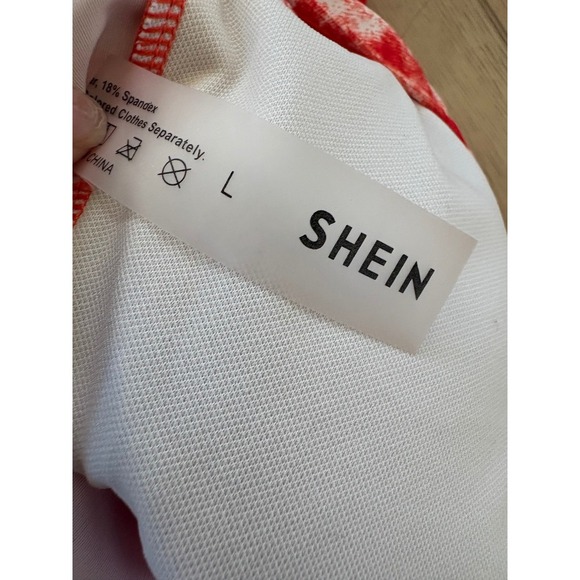 18% Spandex
Clothes Separately.
CHINA
L
SHEIN